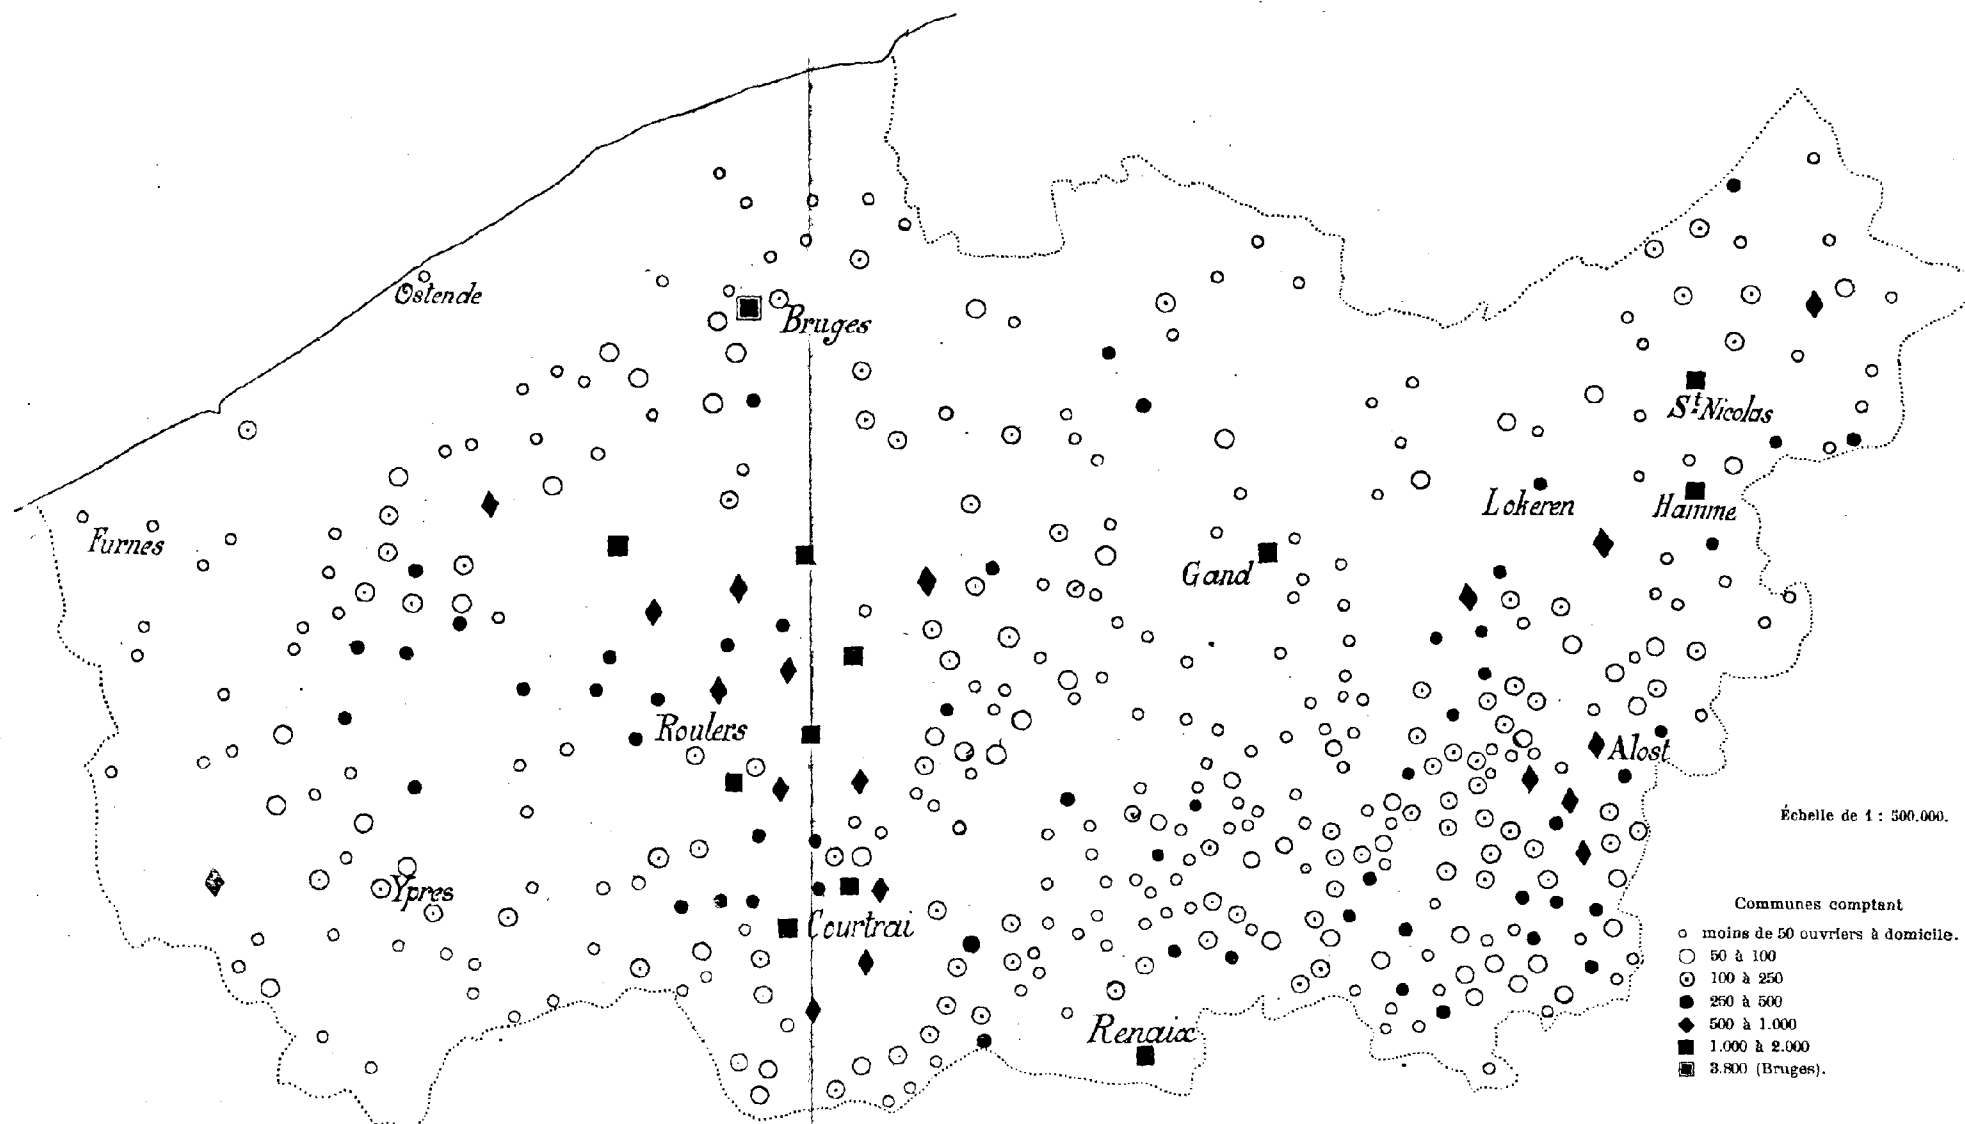 Ostende
Bruges
St Nicolas
Lokeren
Hamme
Furnes
Gand
Roulers
Alost
Échelle de 1 : 500.000.
Ypres
Courtrai
Renaix
Communes comptant
moins de 50 ouvriers à domicile.
50 à 100
100 à 250
250 à 500
500 à 1.000
1.000 à 2.000
3.800 (Bruges).